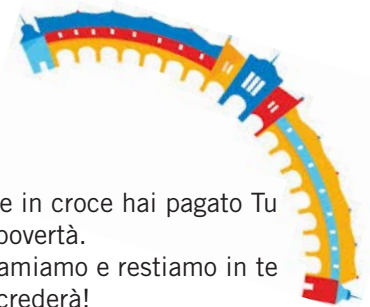 e in croce hai pagato Tu
povertà.
amiamo e restiamo in te
crederà!